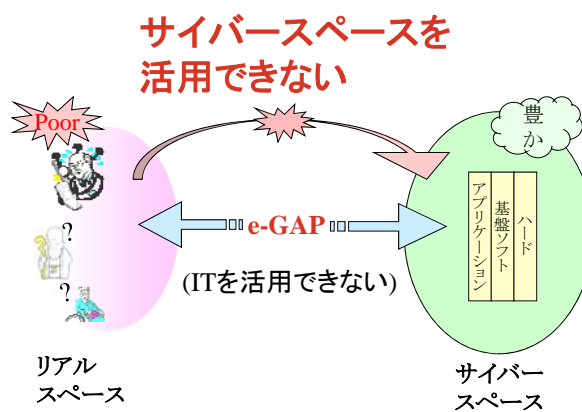 サイバースペースを
活用できない
Poor
豊か
?
?
e-GAP
(ITを活用できない)
アプリケーション
基盤ソフト
ハード
リアル
スペース
サイバー
スペース